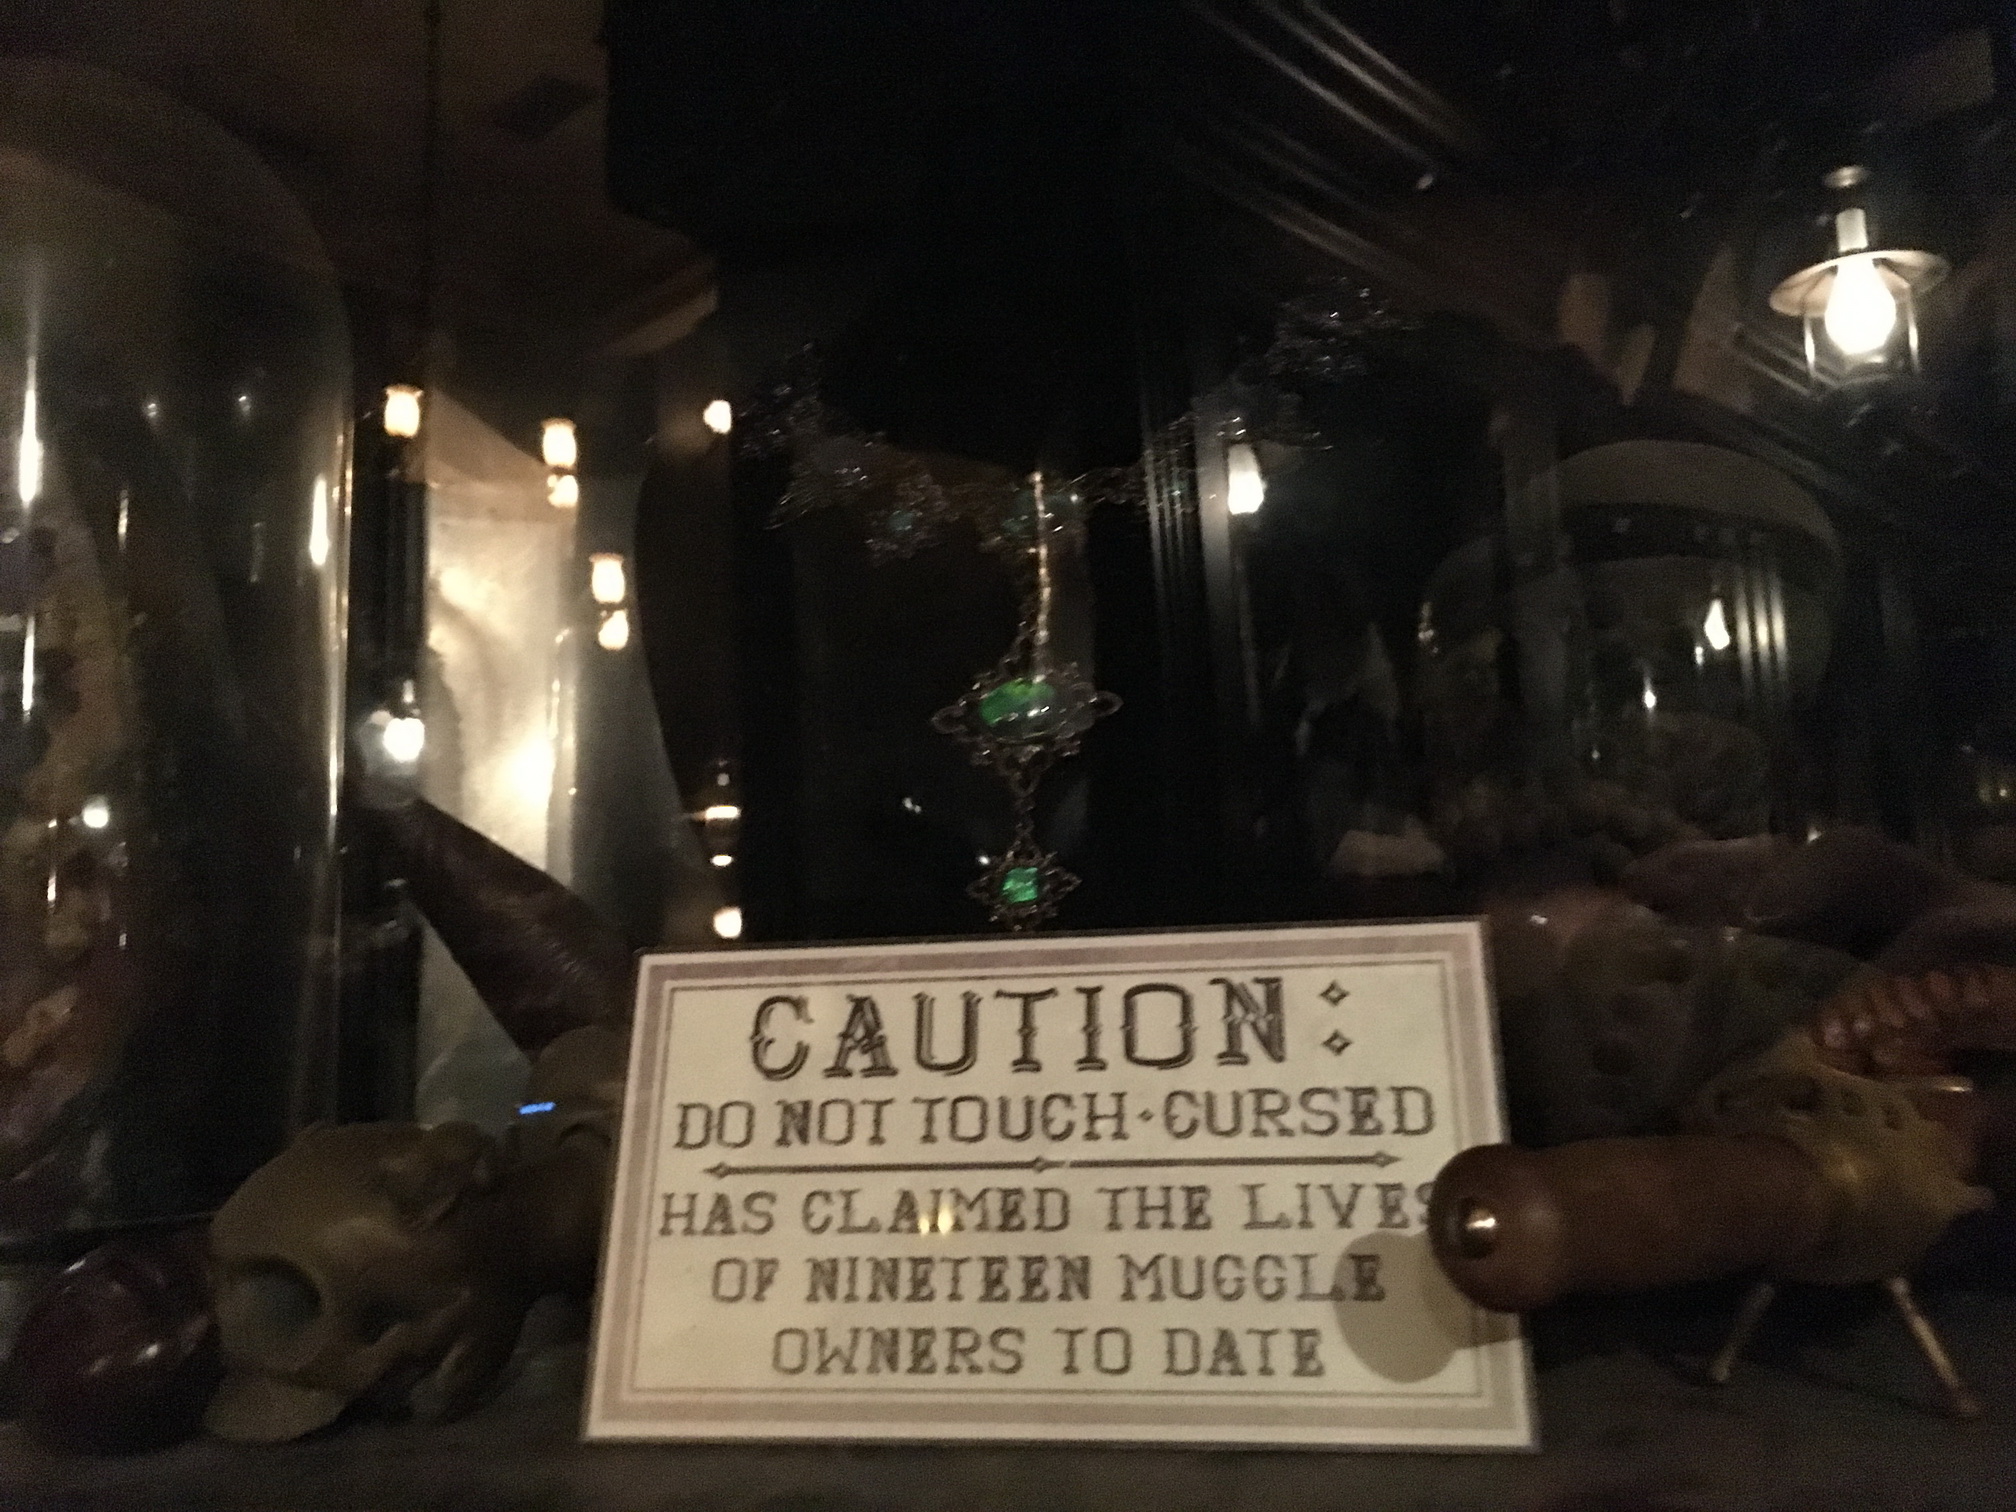 CAUTION:
DO NOT TOUCH·CURSED
HAS CLAIMED THE LIVES
OF NINETEEN MUGGLE
OWNERS TO DATE